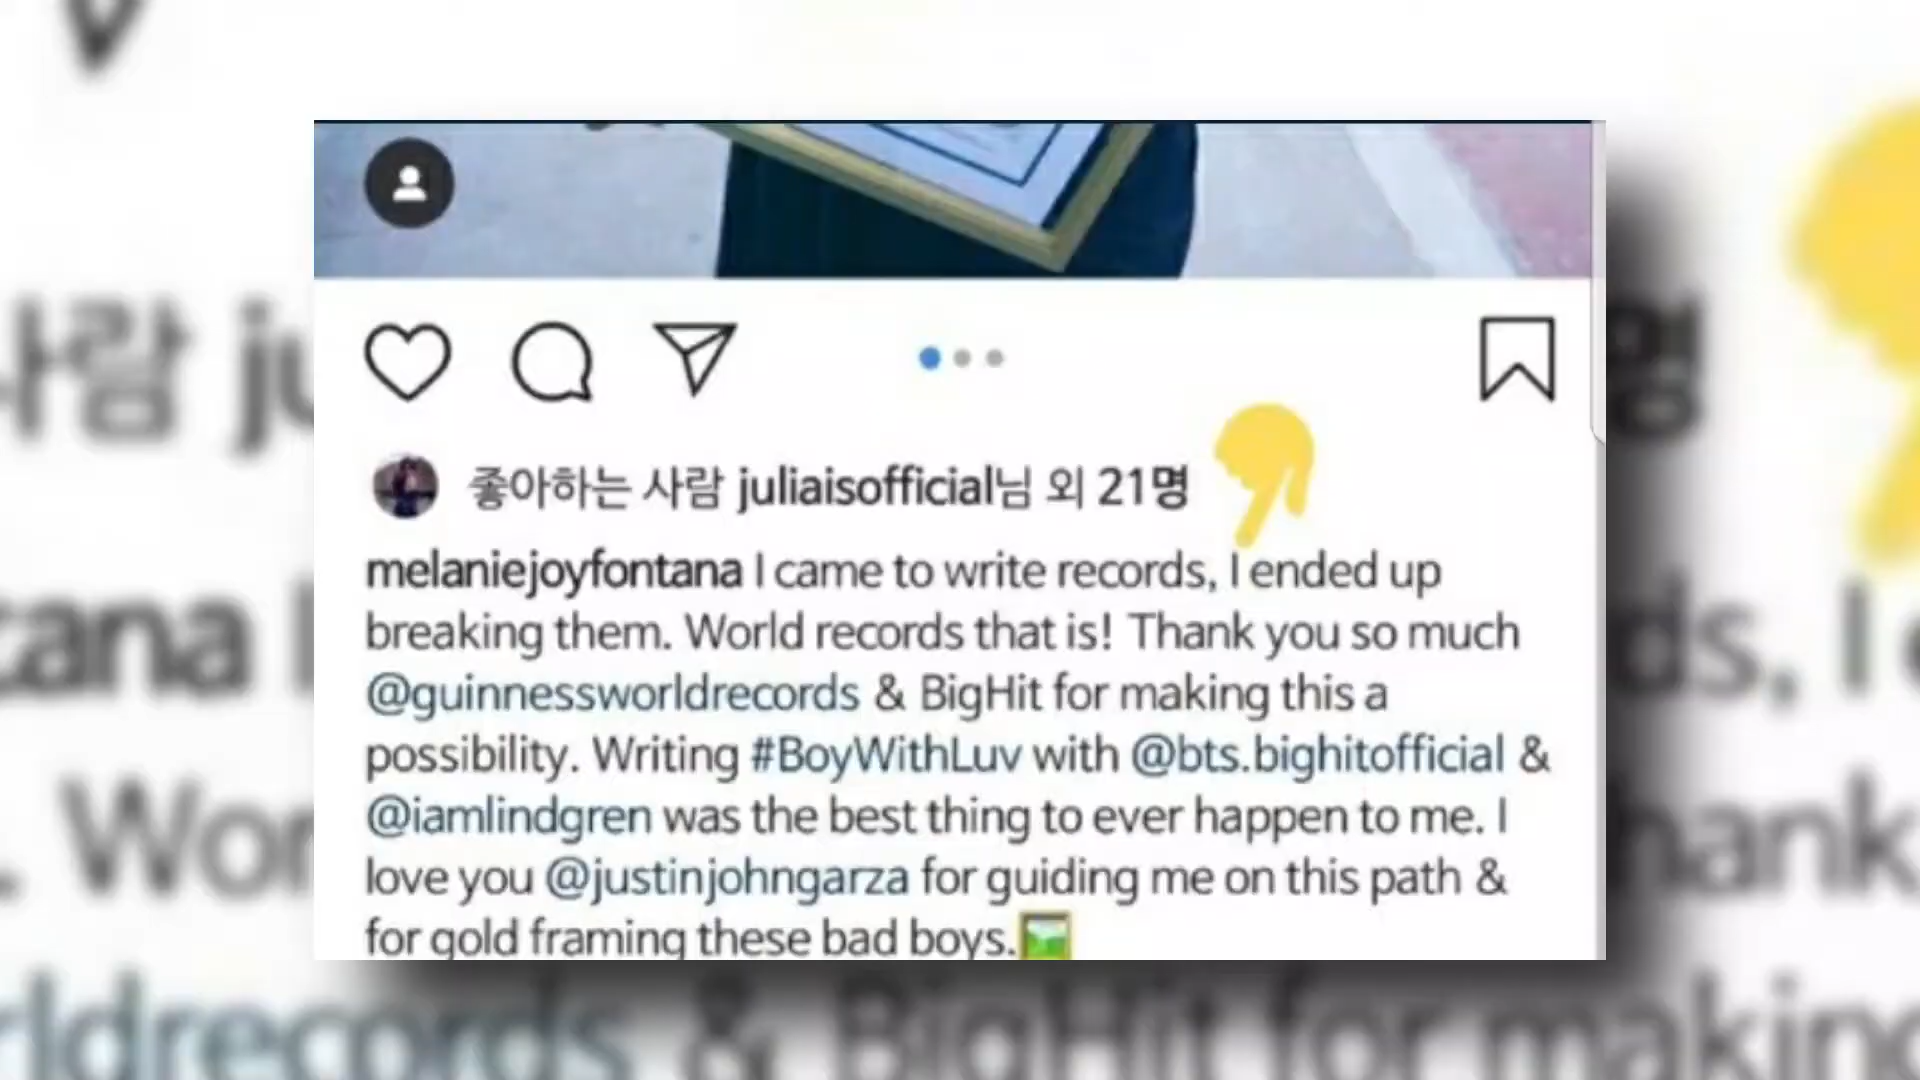 좋아하는 사람 juliaisofficial님 외 21명
melaniejoyfontana I came to write records, I ended up
breaking them. World records that is! Thank you so much
@guinnessworldrecords & BigHit for making this a
possibility. Writing #BoyWithLuv with @bts.bighitofficial &
@iamlindgren was the best thing to ever happen to me. I
love you @justinjohngarza for guiding me on this path &
for gold framing these bad boys.